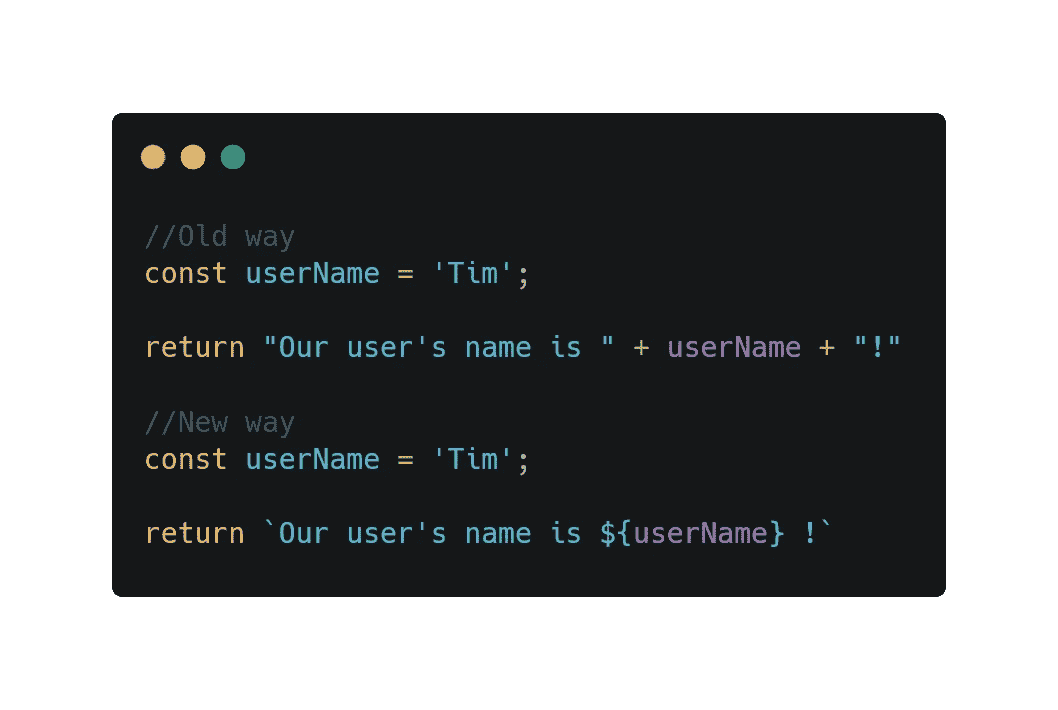 //Old way
const userName = 'Tim';
return "Our user's name is " + userName + "!"
//New way
const userName = 'Tim';
return `Our user's name is ${userName} !`